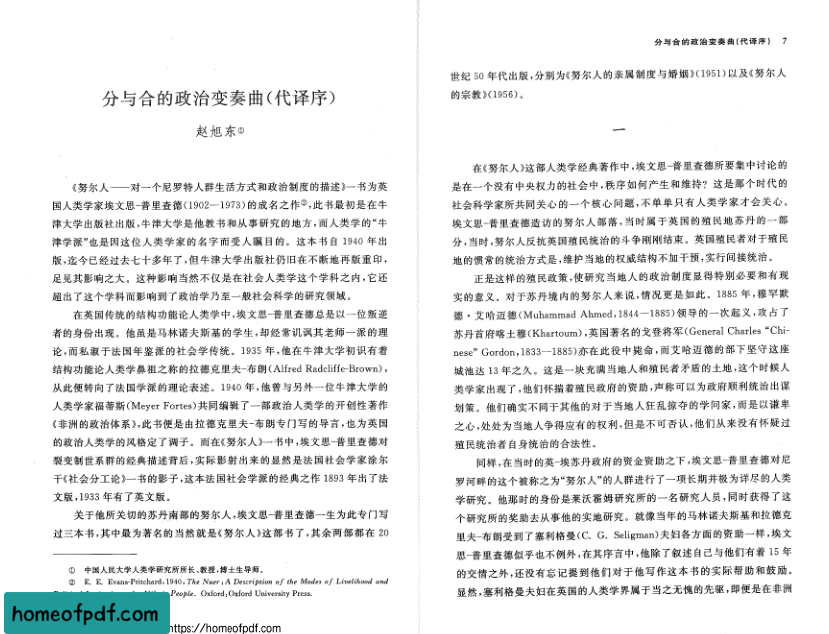 分与合的政治变奏曲(代译序)
赵旭东①
《努尔人——对一个尼罗特人群生活方式和政治制度的描述》一书为英
国人类学家埃文思-普里查德(1902—1973)的成名之作②,此书最初是在牛
津大学出版社出版,牛津大学是他教书和从事研究的地方,而人类学的“牛
津学派”也是因这位人类学家的名字而受人瞩目的。这本书自 1940 年出
版,迄今已经过去七十多年了,但牛津大学出版社仍旧在不断地再版重印,
足见其影响之大。这种影响当然不仅是在社会人类学这个学科之内,它还
超出了这个学科而影响到了政治学乃至一般社会科学的研究领域。
在英国传统的结构功能论人类学中,埃文思-普里查德总是以一位叛逆
者的身份出现。他虽是马林诺夫斯基的学生,却经常讥讽其老师一派的理
论,而私淑于法国年鉴派的社会学传统。1935 年,他在牛津大学初识有着
结构功能论人类学鼻祖之称的拉德克里夫-布朗(Alfred Radcliffe-Brown),
从此便转向了法国学派的理论表述。1940 年,他曾与另外一位牛津大学的
人类学家福蒂斯(Meyer Fortes)共同编辑了一部政治人类学的开创性著作
《非洲的政治体系》,此书便是由拉德克里夫-布朗专门写的导言,也为英国
的政治人类学的风格定了调子。而在《努尔人》一书中,埃文思-普里查德对
裂变制世系群的经典描述背后,实际影射出来的显然是法国社会学家涂尔
干《社会分工论》一书的影子,这本法国社会学派的经典之作 1893 年出了法
文版,1933 年有了英文版。
关于他所关切的苏丹南部的努尔人,埃文思-普里查德一生为此专门写
过三本书,其中最为著名的当然就是《努尔人》这部书了,其余两部都在 20
① 中国人民大学人类学研究所所长、教授,博士生导师。
② E. E. Evans-Pritchard,1940,The Nuer:A Description of the Modes of Livelihood and
People. Oxford:Oxford University Press.
homeofpdf.com
https://homeofpdf.com
分与合的政治变奏曲(代译序) 7
世纪 50 年代出版,分别为《努尔人的亲属制度与婚姻》(1951)以及《努尔人
的宗教》(1956)。
一
在《努尔人》这部人类学经典著作中,埃文思-普里查德所要集中讨论的
是在一个没有中央权力的社会中,秩序如何产生和维持?这是那个时代的
社会科学家所共同关心的一个核心问题,不单单只有人类学家才会关心。
埃文思-普里查德造访的努尔人部落,当时属于英国的殖民地苏丹的一部
分,当时,努尔人反抗英国殖民统治的斗争刚刚结束。英国殖民者对于殖民
地的惯常的统治方式是,维护当地的权威结构不加干预,实行间接统治。
正是这样的殖民政策,使研究当地人的政治制度显得特别必要和有现
实的意义。对于苏丹境内的努尔人来说,情况更是如此。1885 年,穆罕默
德·艾哈迈德(Muhammad Ahmed,1844—1885)领导的一次起义,攻占了
苏丹首府喀土穆(Khartoum),英国著名的戈登将军(General Charles “Chi-
nese” Gordon,1833—1885)亦在此役中毙命,而艾哈迈德的部下坚守这座
城池达 13 年之久。这是一块充满当地人和殖民者矛盾的土地,这个时候人
类学家出现了,他们怀揣着殖民政府的资助,声称可以为政府顺利统治出谋
划策。他们确实不同于其他的对于当地人狂乱掠夺的学问家,而是以谦卑
之心,处处为当地人争得应有的权利,但是不可否认,他们从来没有怀疑过
殖民统治者自身统治的合法性。
同样,在当时的英-埃苏丹政府的资金资助之下,埃文思-普里查德对尼
罗河畔的这个被称之为“努尔人”的人群进行了一项长期并极为详尽的人类
学研究。他那时的身份是莱沃霍姆研究所的一名研究人员,同时获得了这
个研究所的奖助去从事他的实地研究。就像当年的马林诺夫斯基和拉德克
里夫-布朗受到了塞利格曼(C. G. Seligman)夫妇各方面的资助一样,埃文
思-普里查德似乎也不例外,在其序言中,他除了叙述自己与他们有着 15 年
的交情之外,还没有忘记提到他们对于他写作这本书的实际帮助和鼓励。
显然,塞利格曼夫妇在英国的人类学界属于当之无愧的先驱,即便是在非洲